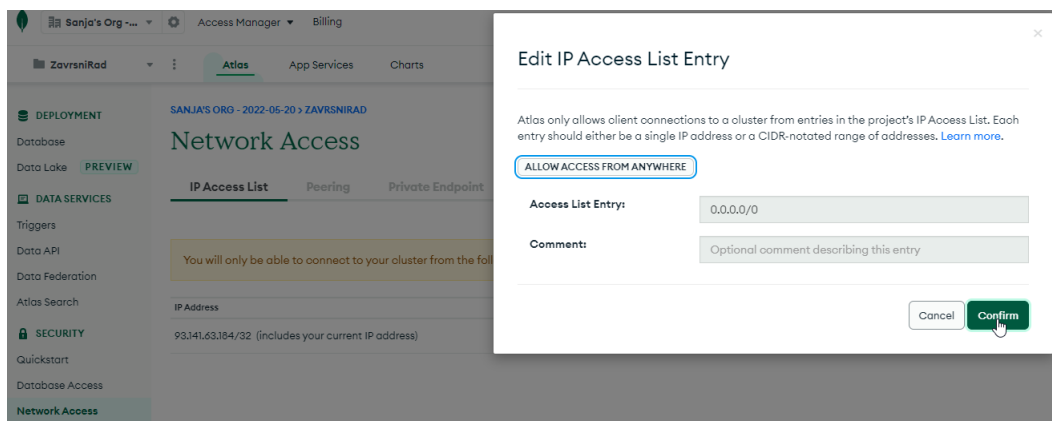 Sanja's Org -...
Access Manager
Billing
ZavrsniRad
Atlas
App Services
Charts
DEPLOYMENT
Database
Data Lake PREVIEW
DATA SERVICES
Triggers
Data API
Data Federation
Atlas Search
SECURITY
Quickstart
Database Access
Network Access
SANJA'S ORG - 2022-05-20 > ZAVRSNIRAD
Network Access
IP Access List
Peering
Private Endpoint
You will only be able to connect to your cluster from the foll
IP Address
93.141.63.184/32 (includes your current IP address)
Edit IP Access List Entry
Atlas only allows client connections to a cluster from entries in the project's IP Access List. Each
entry should either be a single IP address or a CIDR-notated range of addresses. Learn more.
ALLOW ACCESS FROM ANYWHERE
Access List Entry:
0.0.0.0/0
Comment:
Optional comment describing this entry
Cancel
Confirm